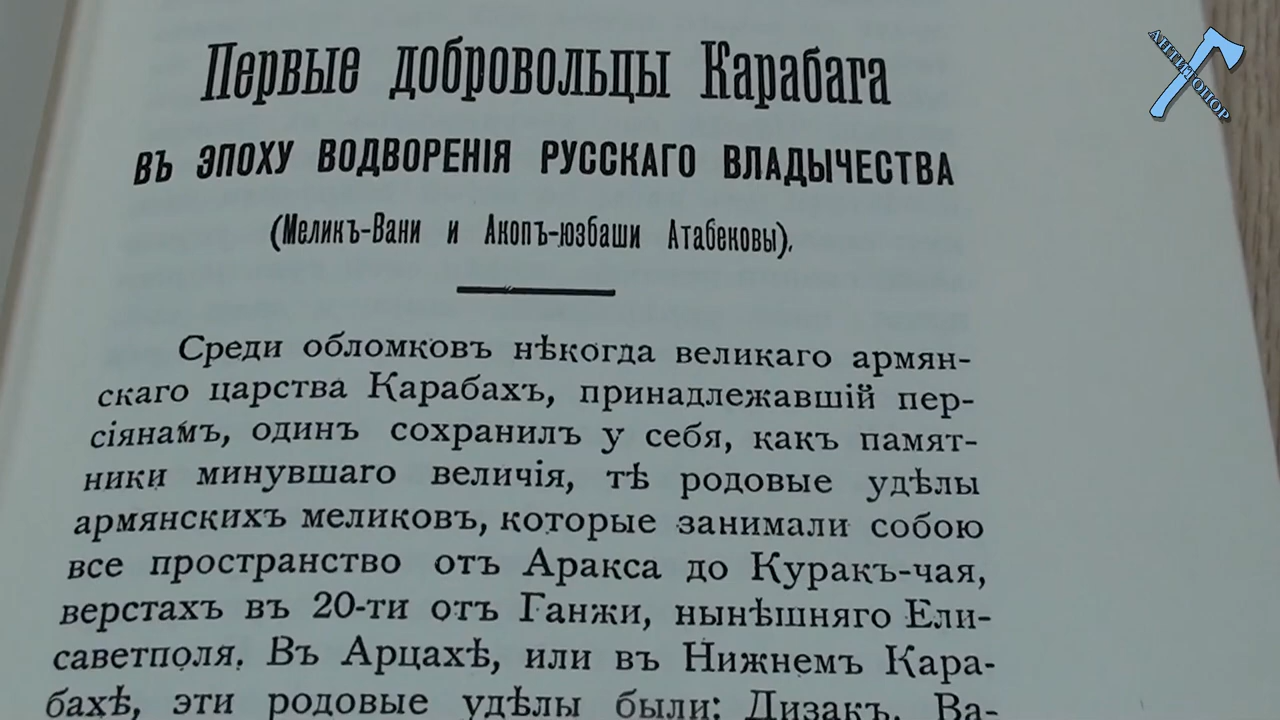 Первые добровольцы Карабага
ВЪ ЭПОХУ ВОДВОРЕНІЯ РУССКАГО ВЛАДЫЧЕСТВА
(Меликъ-Вани и Акопъ-юзбаши Атабековы).
Среди обломковъ нѣкогда великаго армян-
скаго царства Карабахъ, принадлежавшій пер-
сіянамъ, одинъ сохранилъ у себя, какъ памят-
ники минувшаго величія, тѣ родовые удѣлы
армянскихъ меликовъ, которые занимали собою
все пространство отъ Аракса до Куракъ-чая,
верстахъ въ 20-ти отъ Ганжи, нынѣшняго Ели-
саветполя. Въ Арцахѣ, или въ Нижнемъ Кара-
бахѣ, эти родовые удѣлы были: Дизакъ, Ва-
АНТИТОПОР